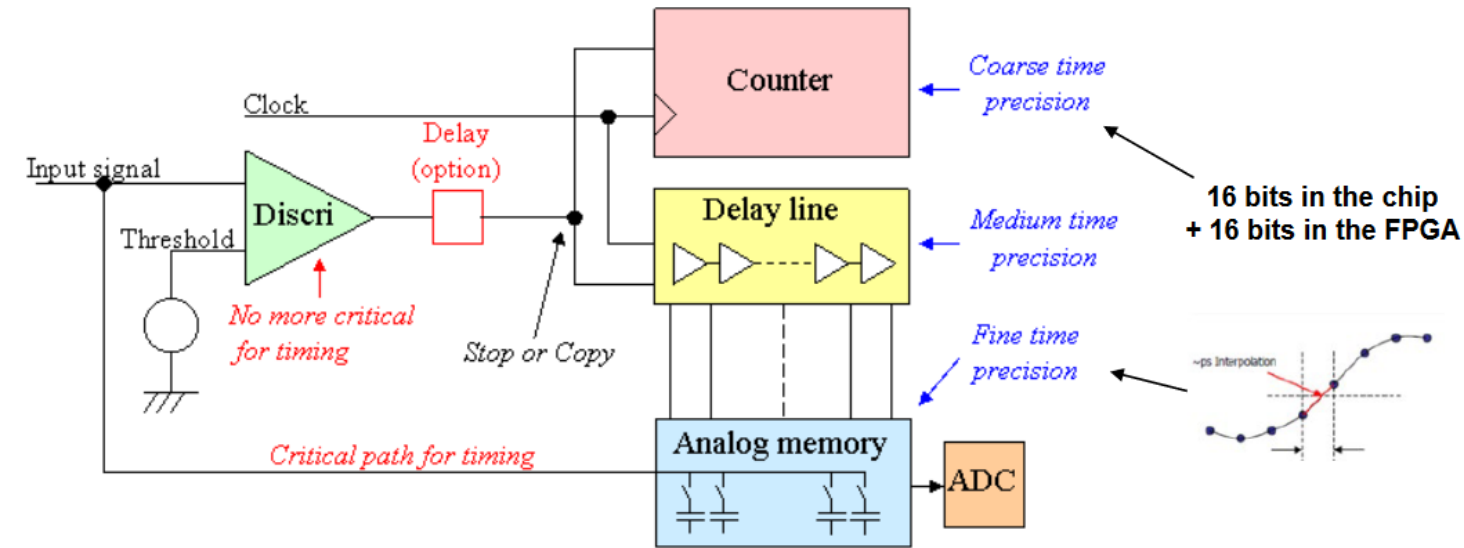 Counter
Coarse time
precision
Clock
Delay
(option)
Input signal
Discri
Threshold
Delay line
Medium time
precision
16 bits in the chip
+ 16 bits in the FPGA
No more critical
for timing
Stop or Copy
Fine time
precision
~ps Interpolation
Critical path for timing
Analog memory
ADC